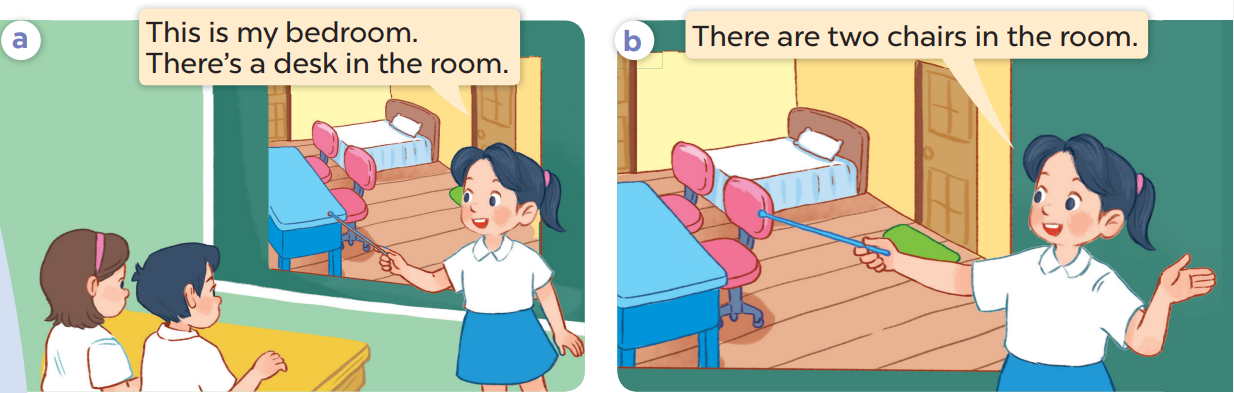 a
This is my bedroom.
There's a desk in the room.
b
There are two chairs in the room.